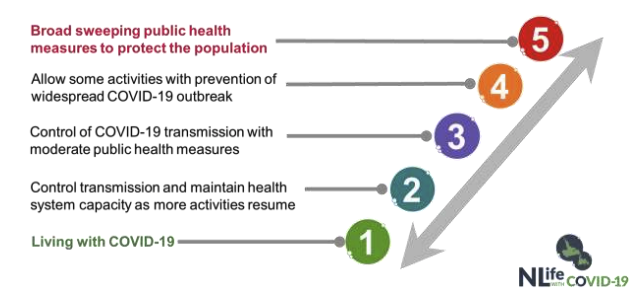 Broad sweeping public health
measures to protect the population
5
Allow some activities with prevention of
widespread COVID-19 outbreak
4
Control of COVID-19 transmission with
moderate public health measures
3
Control transmission and maintain health
system capacity as more activities resume
2
Living with COVID-19
1
NLife WITH COVID-19